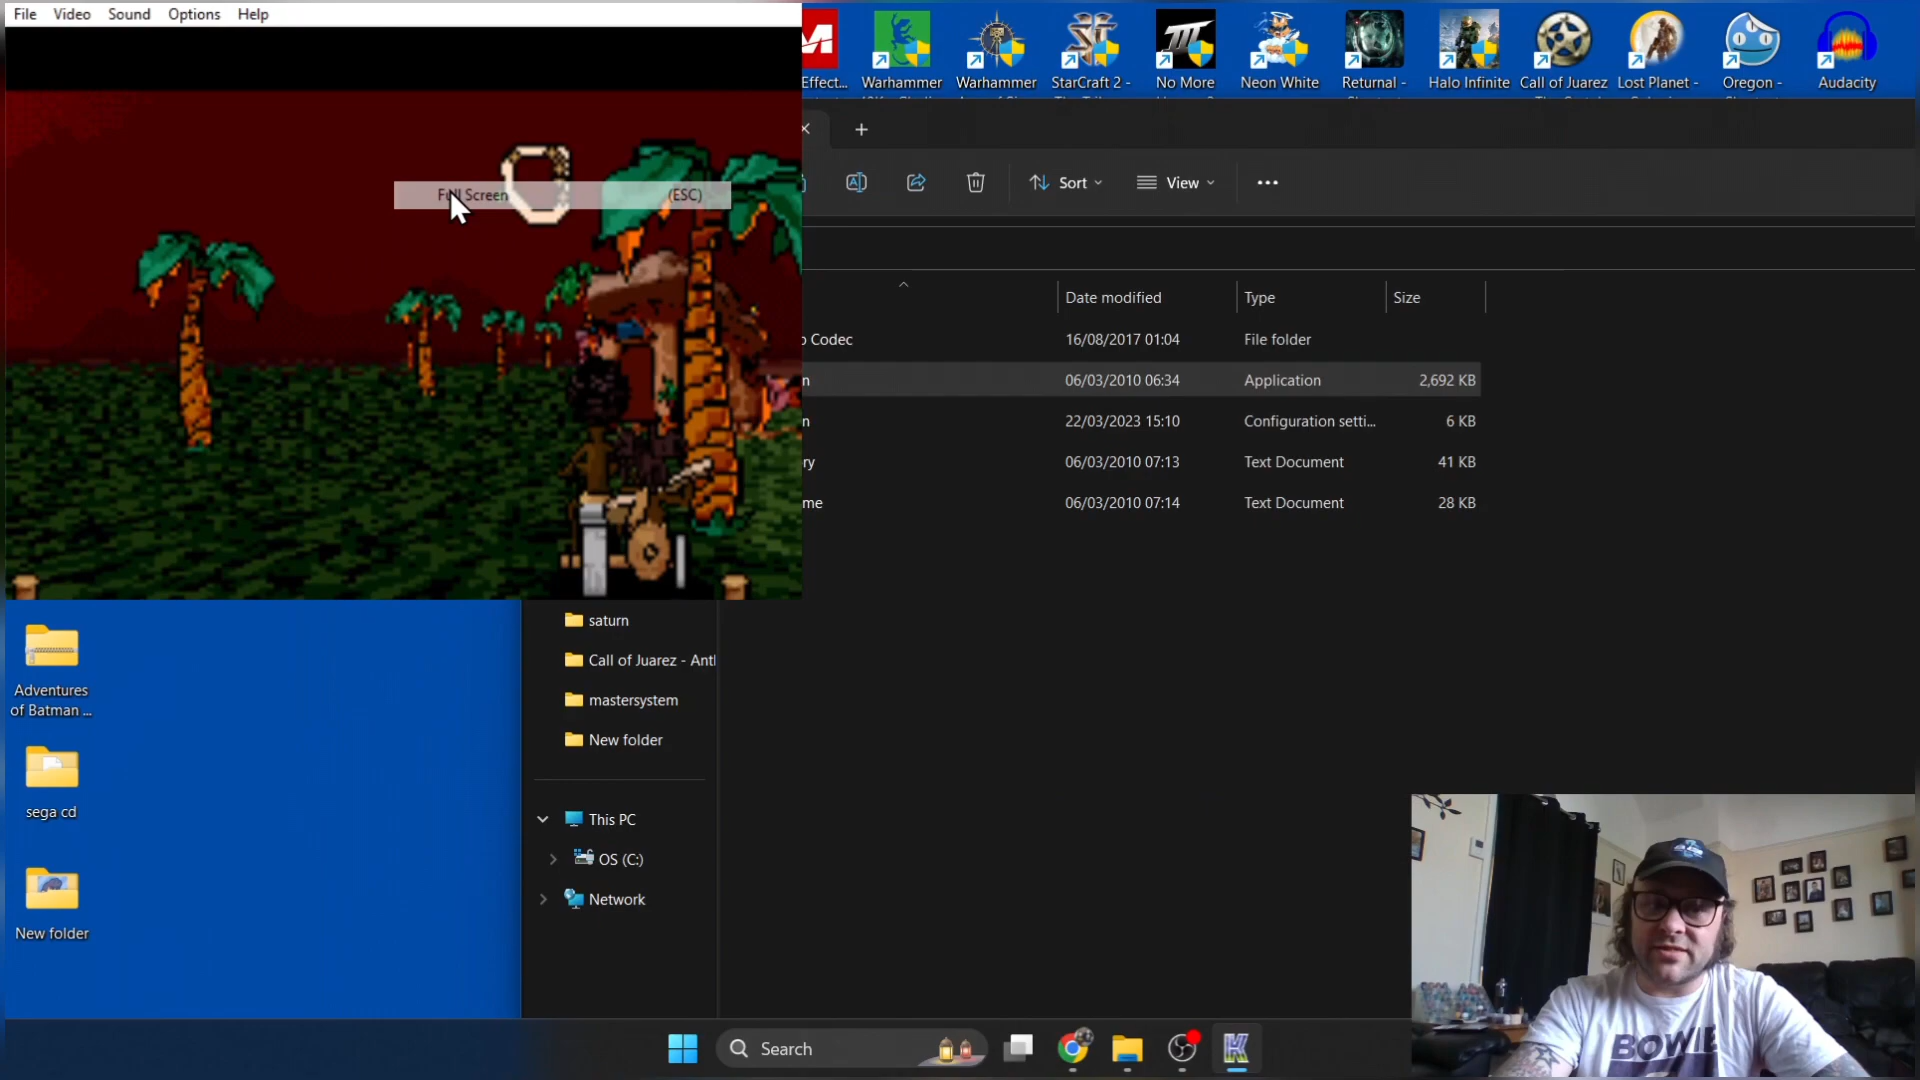 File Video Sound Options Help
Effect... Warhammer Warhammer StarCraft 2 - No More Neon White Returnal - Halo Infinite Call of Juarez Lost Planet - Oregon - Audacity
Full Screen (ESC)
Sort View
Date modified Type Size
Codec 16/08/2017 01:04 File folder
n 06/03/2010 06:34 Application 2,692 KB
n 22/03/2023 15:10 Configuration setti... 6 KB
ry 06/03/2010 07:13 Text Document 41 KB
me 06/03/2010 07:14 Text Document 28 KB
saturn
Call of Juarez - Antl
mastersystem
New folder
This PC
OS (C:)
Network
Adventures
of Batman ...
sega cd
New folder
Search
BOWIE